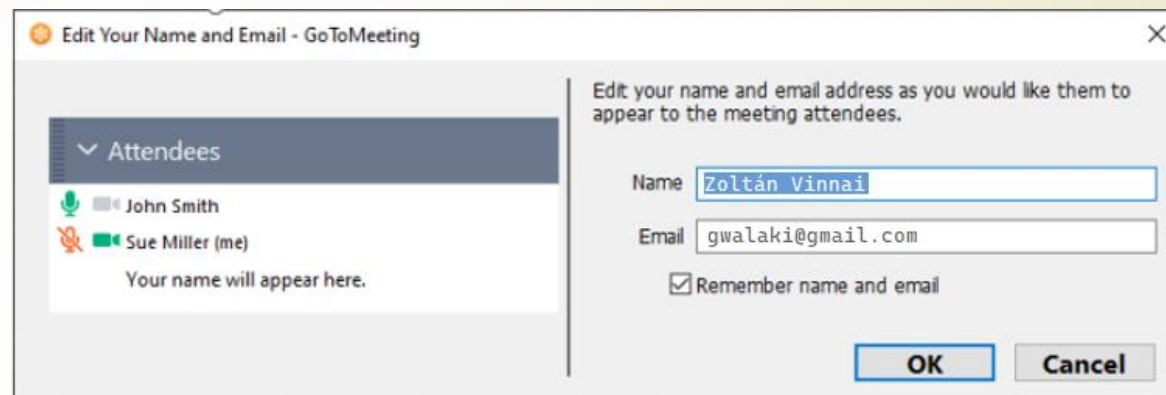 Edit Your Name and Email - GoToMeeting
Attendees
John Smith
Sue Miller (me)
Your name will appear here.
Edit your name and email address as you would like them to
appear to the meeting attendees.
Name Zoltán Vinnai
Email gwalaki@gmail.com
Remember name and email
OK Cancel